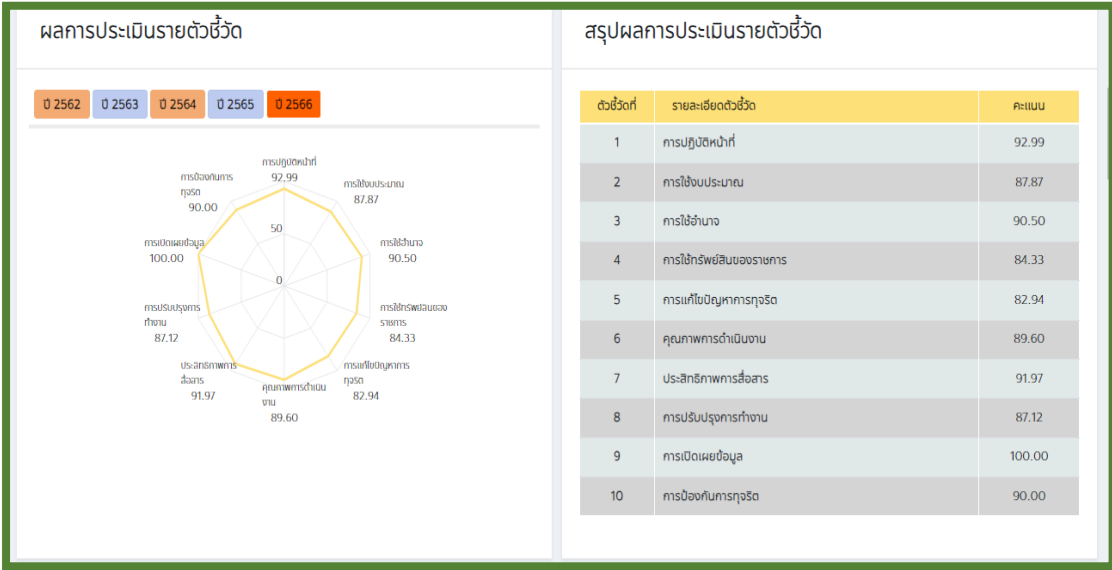 ผลการประเมินรายตัวชี้วัด
ปี 2562 ปี 2563 ปี 2564 ปี 2565 ปี 2566
การปฏิบัติหน้าที่
92.99
การใช้งบประมาณ
87.87
การใช้อำนาจ
90.50
การใช้ทรัพย์สินของ
ราชการ
84.33
การแก้ไขปัญหาการ
ทุจริต
82.94
คุณภาพการดำเนิน
งาน
89.60
ประสิทธิภาพการ
สื่อสาร
91.97
การปรับปรุงการ
ทำงาน
87.12
การเปิดเผยข้อมูล
100.00
การป้องกันการ
ทุจริต
90.00
50
0
สรุปผลการประเมินรายตัวชี้วัด
ตัวชี้วัดที่ รายละเอียดตัวชี้วัด คะแนน
1 การปฏิบัติหน้าที่ 92.99
2 การใช้งบประมาณ 87.87
3 การใช้อำนาจ 90.50
4 การใช้ทรัพย์สินของราชการ 84.33
5 การแก้ไขปัญหาการทุจริต 82.94
6 คุณภาพการดำเนินงาน 89.60
7 ประสิทธิภาพการสื่อสาร 91.97
8 การปรับปรุงการทำงาน 87.12
9 การเปิดเผยข้อมูล 100.00
10 การป้องกันการทุจริต 90.00